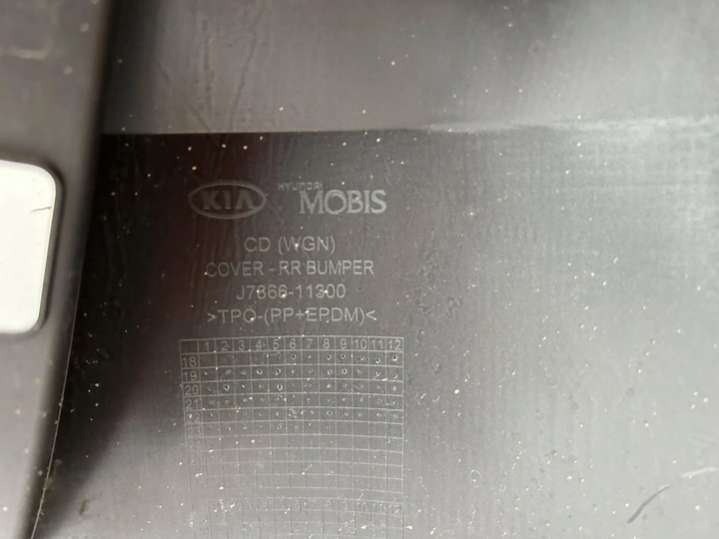 KIA HYUNDAI MOBIS
CD (WGN)
COVER - RR BUMPER
J7866-11300
>TPO-(PP+EPDM)<
1 2 3 4 5 6 7 8 9 10 11 12
18
19
20
21